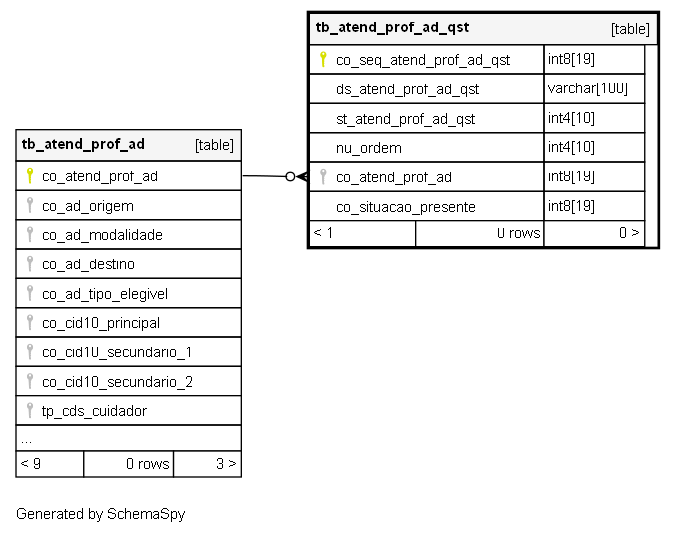 tb_atend_prof_ad_qst [table]
co_seq_atend_prof_ad_qst int8[19]
ds_atend_prof_ad_qst varchar[100]
st_atend_prof_ad_qst int4[10]
nu_ordem int4[10]
co_atend_prof_ad int8[19]
co_situacao_presente int8[19]
< 1 0 rows 0 >
tb_atend_prof_ad [table]
co_atend_prof_ad
co_ad_origem
co_ad_modalidade
co_ad_destino
co_ad_tipo_elegivel
co_cid10_principal
co_cid10_secundario_1
co_cid10_secundario_2
tp_cds_cuidador
...
< 9 0 rows 3 >
Generated by SchemaSpy